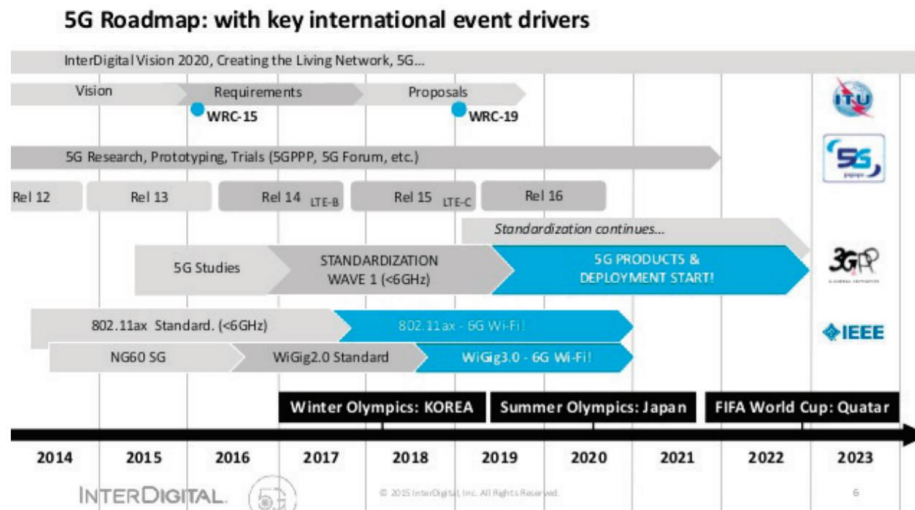 5G Roadmap: with key international event drivers
InterDigital Vision 2020, Creating the Living Network, 5G...
Vision
Requirements
Proposals
WRC-15
WRC-19
ITU
5G Research, Prototyping, Trials (5GPPP, 5G Forum, etc.)
5G
Rel 12
Rel 13
Rel 14 LTE-B
Rel 15 LTE-C
Rel 16
Standardization continues...
5G Studies
STANDARDIZATION
WAVE 1 (<6GHz)
5G PRODUCTS &
DEPLOYMENT START!
3GPP
802.11ax Standard. (<6GHz)
802.11ax - 6G Wi-Fi!
IEEE
NG60 SG
WiGig2.0 Standard
WiGig3.0 - 6G Wi-Fi!
Winter Olympics: KOREA
Summer Olympics: Japan
FIFA World Cup: Quatar
2014
2015
2016
2017
2018
2019
2020
2021
2022
2023
INTERDIGITAL.
5G
© 2015 InterDigital, Inc. All Rights Reserved.
6